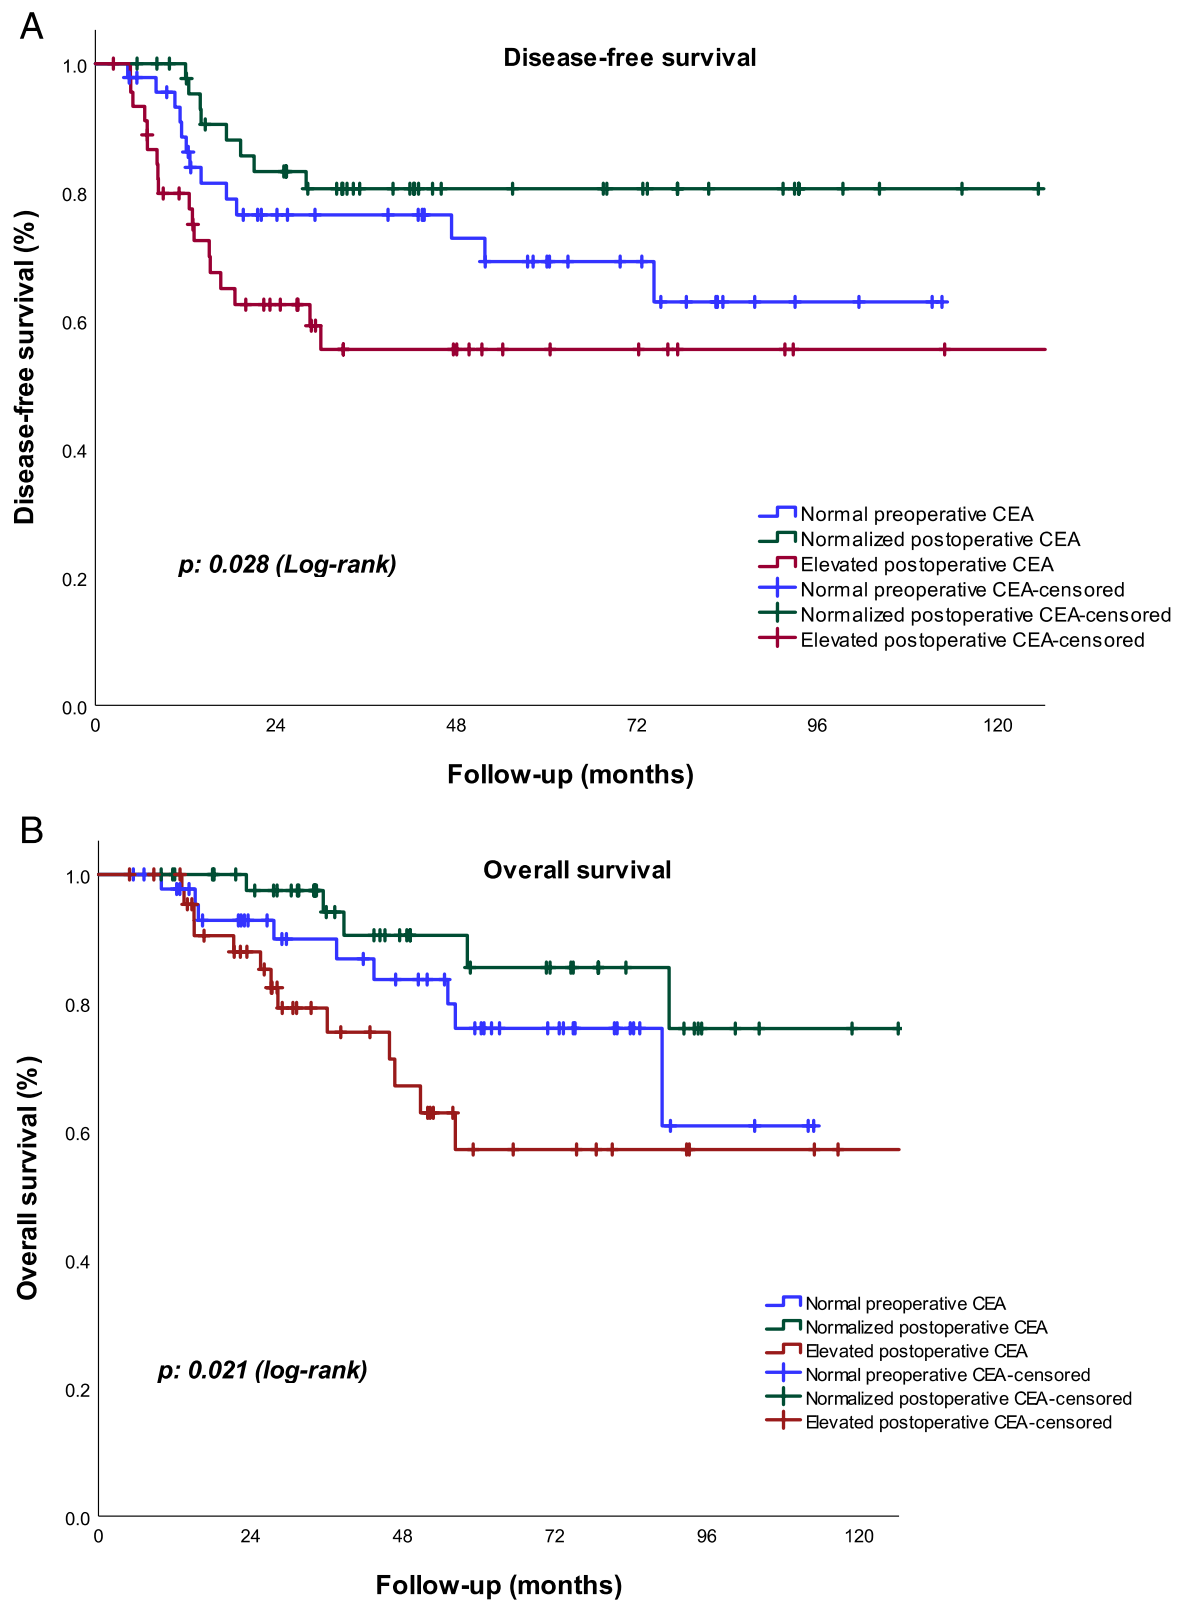 A
Disease-free survival
Disease-free survival (%)
1.0
0.8
0.6
0.4
0.2
0.0
p: 0.028 (Log-rank)
Normal preoperative CEA
Normalized postoperative CEA
Elevated postoperative CEA
Normal preoperative CEA-censored
Normalized postoperative CEA-censored
Elevated postoperative CEA-censored
0 24 48 72 96 120
Follow-up (months)
B
Overall survival
Overall survival (%)
1.0
0.8
0.6
0.4
0.2
0.0
p: 0.021 (log-rank)
Normal preoperative CEA
Normalized postoperative CEA
Elevated postoperative CEA
Normal preoperative CEA-censored
Normalized postoperative CEA-censored
Elevated postoperative CEA-censored
0 24 48 72 96 120
Follow-up (months)